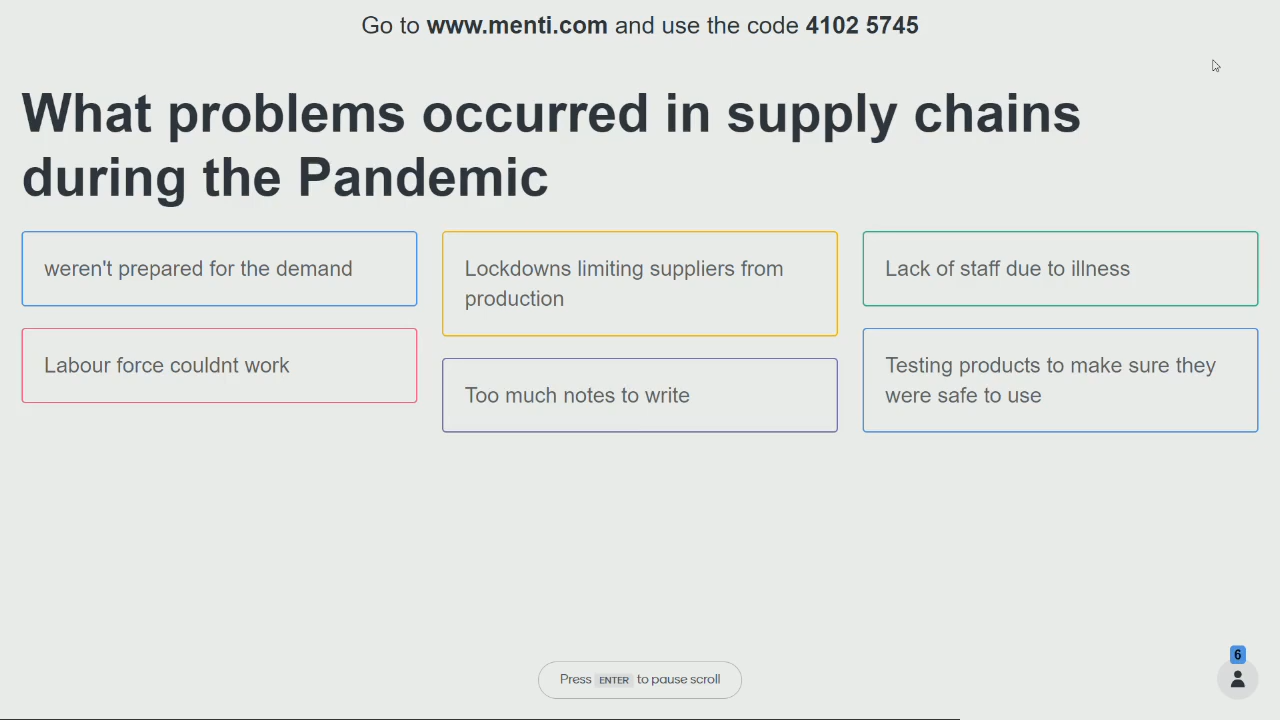 Go to www.menti.com and use the code 4102 5745
What problems occurred in supply chains
during the Pandemic
weren't prepared for the demand
Labour force couldnt work
Lockdowns limiting suppliers from
production
Too much notes to write
Lack of staff due to illness
Testing products to make sure they
were safe to use
Press ENTER to pause scroll
6